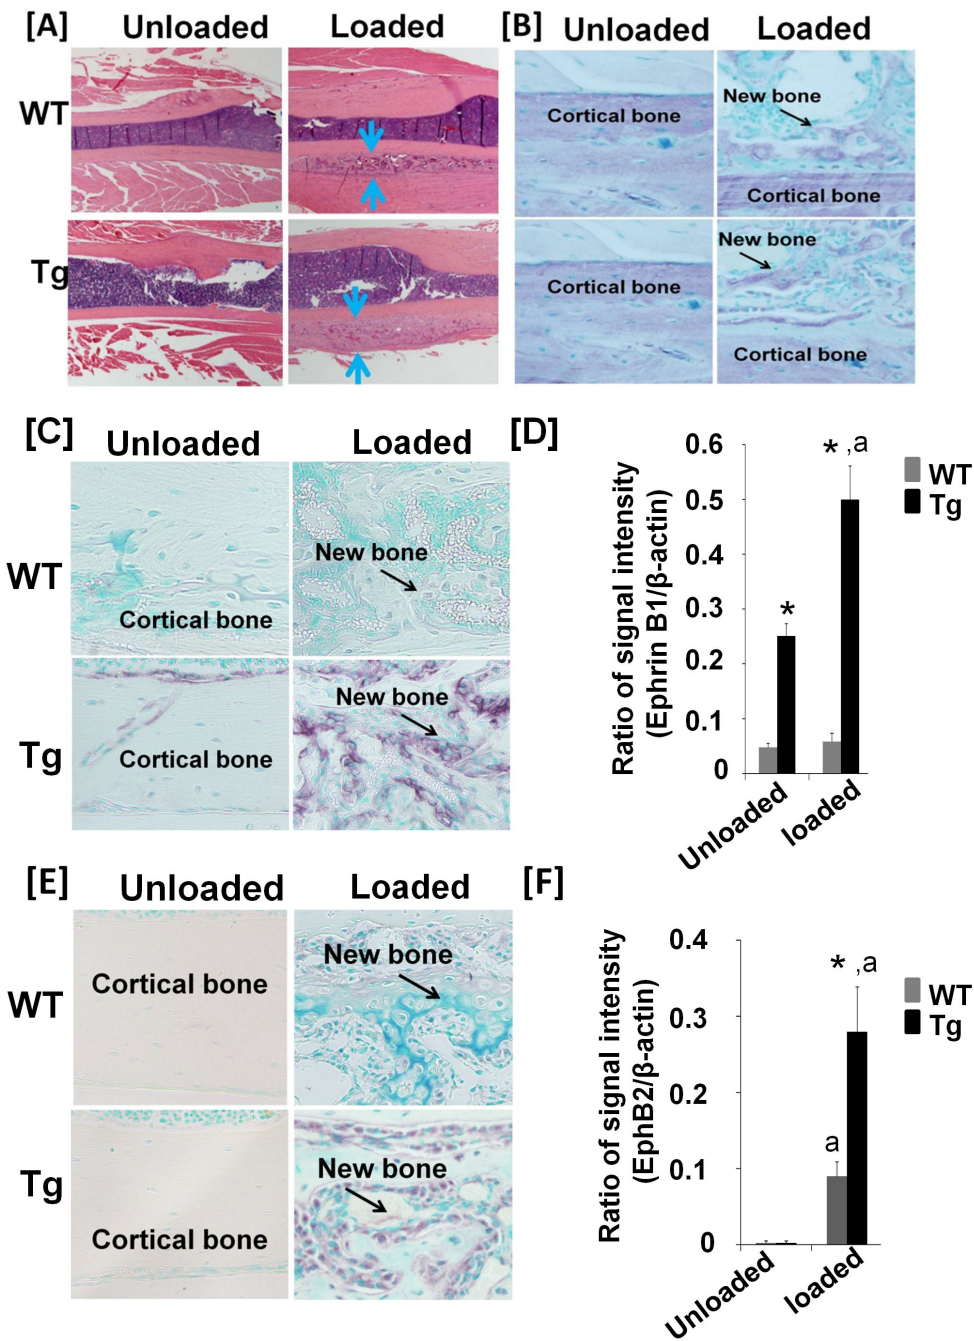 [A] Unloaded Loaded
WT
Tg
[B] Unloaded Loaded
Cortical bone
New bone
Cortical bone
Cortical bone
New bone
Cortical bone
[C] Unloaded Loaded
WT
Cortical bone
New bone
Tg
Cortical bone
New bone
[D]
Ratio of signal intensity
(Ephrin B1/β-actin)
0.6
0.5
0.4
0.3
0.2
0.1
0
*
* ,a
WT
Tg
Unloaded
loaded
[E] Unloaded Loaded
WT
Cortical bone
New bone
Tg
Cortical bone
New bone
[F]
Ratio of signal intensity
(EphB2/β-actin)
0.4
0.3
0.2
0.1
0
a
* ,a
WT
Tg
Unloaded
loaded